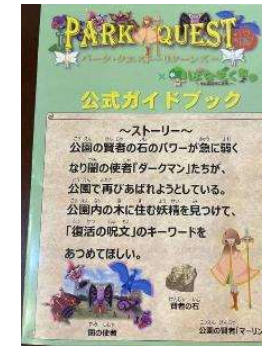 PARK QUEST
パーク・クエスト～リターンズ～
×
公式ガイドブック
～ストーリー～
公園の賢者の石のパワーが急に弱く
なり闇の使者「ダークマン」たちが、
公園で再びあばれようとしている。
公園内の木に住む妖精を見つけて、
「復活の呪文」のキーワードを
あつめてほしい。
賢者の石
闇の使者
公園の賢者「マーリン